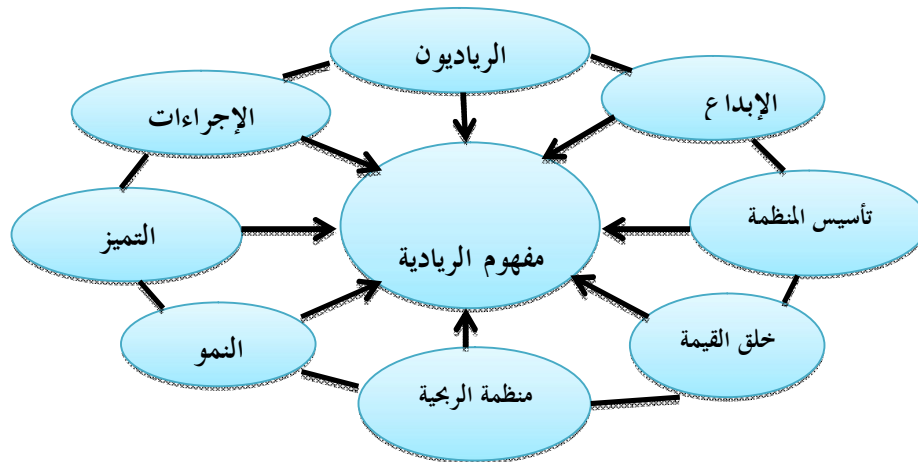 الرياديون
الإبداع
الإجراءات
تأسيس المنظمة
التميز
مفهوم الريادية
خلق القيمة
النمو
منظمة الربحية